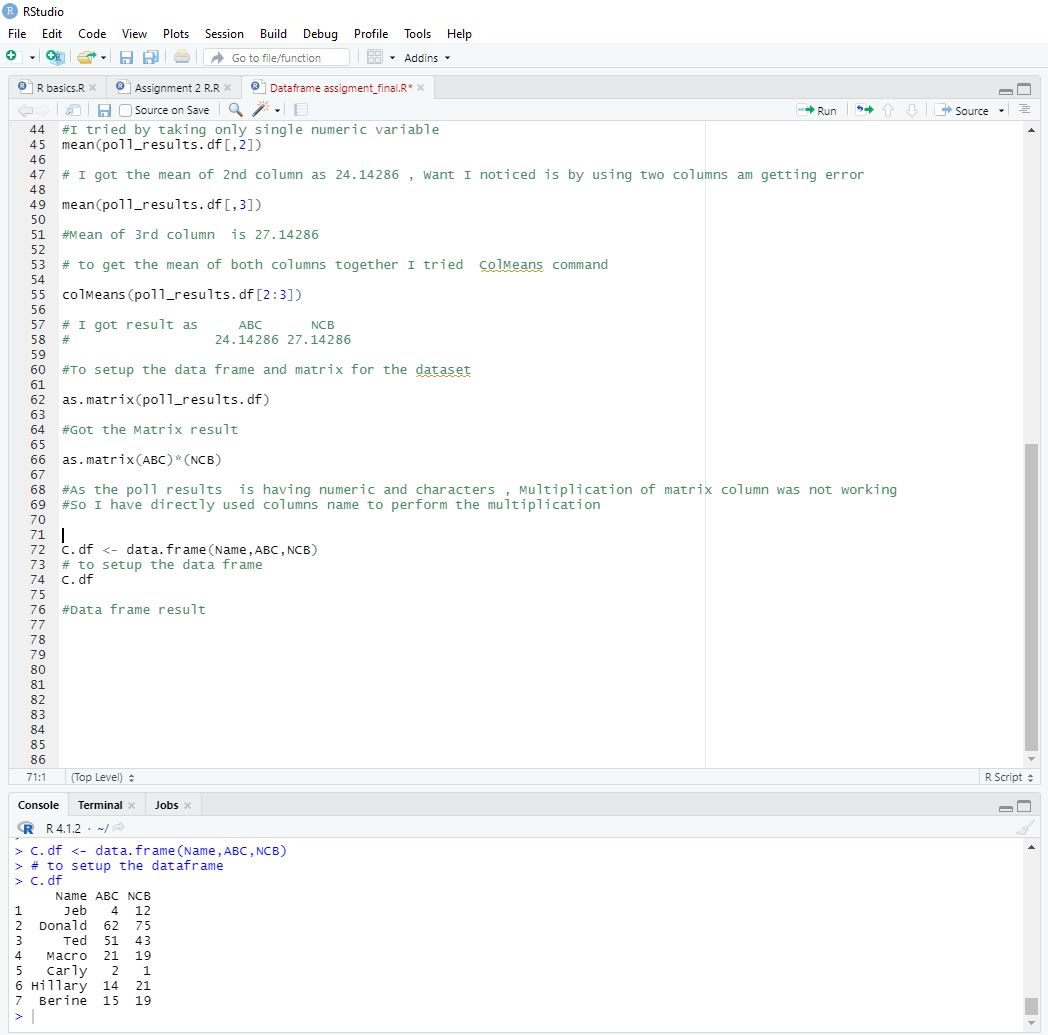 RStudio
File Edit Code View Plots Session Build Debug Profile Tools Help
Go to file/function Addins
R basics.R Assignment 2 R.R Dataframe assigment_final.R*
Source on Save Run Source
44 #I tried by taking only single numeric variable
45 mean(poll_results.df[,2])
46
47 # I got the mean of 2nd column as 24.14286 , Want I noticed is by using two columns am getting error
48
49 mean(poll_results.df[,3])
50
51 #Mean of 3rd column  is 27.14286
52
53 # to get the mean of both columns together I tried  ColMeans command
54
55 colMeans(poll_results.df[2:3])
56
57 # I got result as     ABC      NCB
58 #                  24.14286 27.14286
59
60 #To setup the data frame and matrix for the dataset
61
62 as.matrix(poll_results.df)
63
64 #Got the Matrix result
65
66 as.matrix(ABC)*(NCB)
67
68 #As the poll results  is having numeric and characters , Multiplication of matrix column was not working
69 #So I have directly used columns name to perform the multiplication
70
71
72 C.df <- data.frame(Name,ABC,NCB)
73 # to setup the data frame
74 C.df
75
76 #Data frame result
77
78
79
80
81
82
83
84
85
86
71:1 (Top Level) R Script
Console Terminal Jobs
R R 4.1.2 · ~/
> C.df <- data.frame(Name,ABC,NCB)
> # to setup the dataframe
> C.df
Name ABC NCB
1 Jeb 4 12
2 Donald 62 75
3 Ted 51 43
4 Macro 21 19
5 Carly 2 1
6 Hillary 14 21
7 Berine 15 19
>